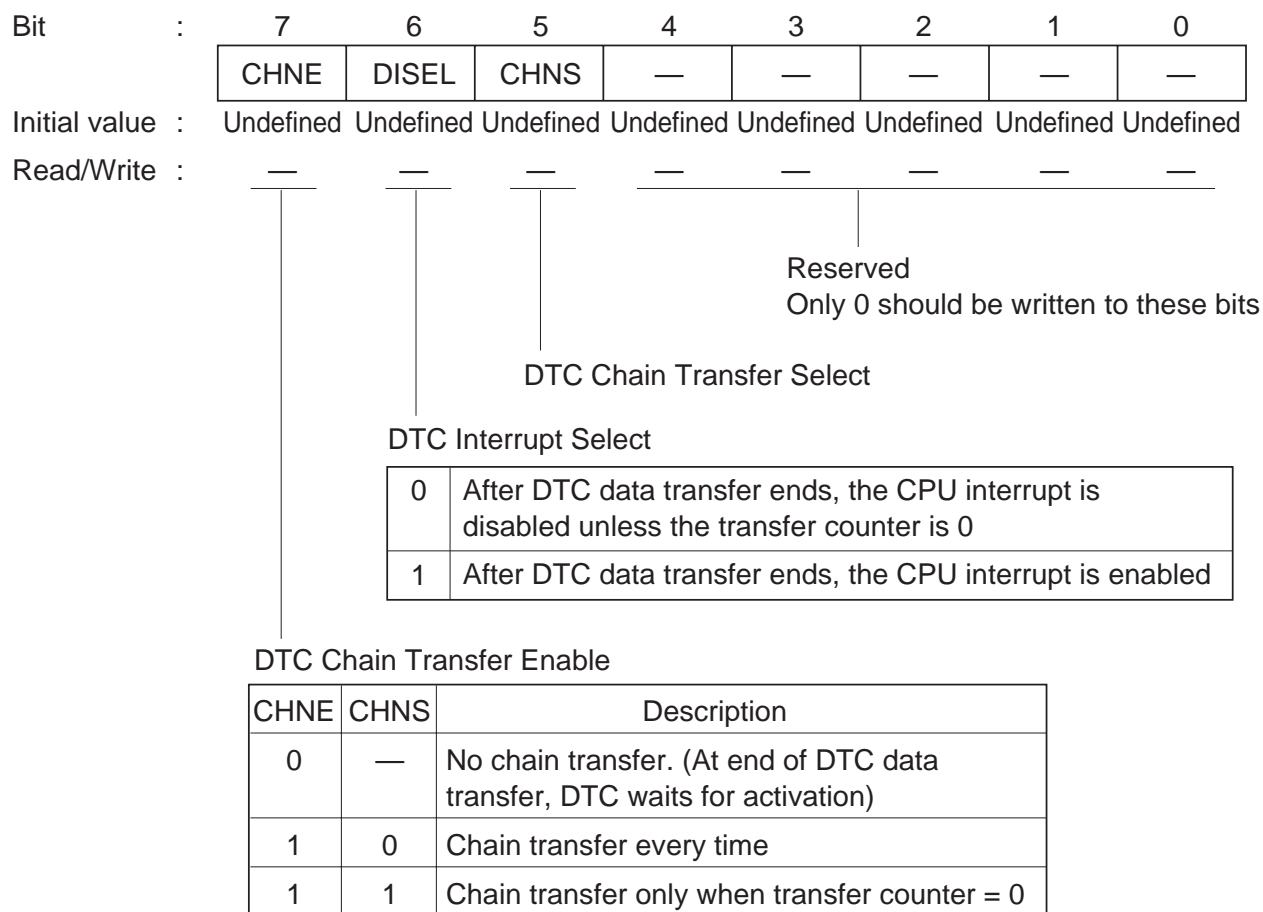 Bit : 7 6 5 4 3 2 1 0
CHNE DISEL CHNS — — — — —
Initial value : Undefined Undefined Undefined Undefined Undefined Undefined Undefined Undefined
Read/Write : — — — — — — — —
Reserved
Only 0 should be written to these bits
DTC Chain Transfer Select
DTC Interrupt Select
0 After DTC data transfer ends, the CPU interrupt is
disabled unless the transfer counter is 0
1 After DTC data transfer ends, the CPU interrupt is enabled
DTC Chain Transfer Enable
CHNE CHNS Description
0 — No chain transfer. (At end of DTC data
transfer, DTC waits for activation)
1 0 Chain transfer every time
1 1 Chain transfer only when transfer counter = 0